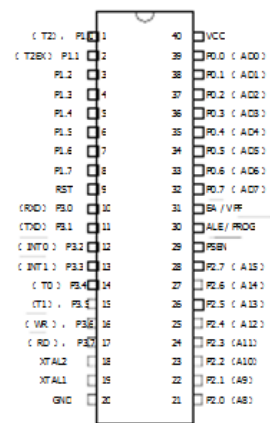 ( T2) . P1.0 1 40 VCC
( T2EX) P1.1 2 39 P0.0 ( AD0)
P1.2 3 38 P0.1 ( AD1)
P1.3 4 37 P0.2 ( AD2)
P1.4 5 36 P0.3 ( AD3)
P1.5 6 35 P0.4 ( AD4)
P1.6 7 34 P0.5 ( AD5)
P1.7 8 33 P0.6 ( AD6)
RST 9 32 P0.7 ( AD7)
(RXD) P3.0 10 31 EA / VPP
(TXD) P3.1 11 30 ALE / PROG
( INT0) P3.2 12 29 PSEN
( INT1) P3.3 13 28 P2.7 ( A15)
( T0) P3.4 14 27 P2.6 ( A14)
(T1) . P3.5 15 26 P2.5 ( A13)
( WR) . P3.6 16 25 P2.4 ( A12)
( RD) . P3.7 17 24 P2.3 (A11)
XTAL2 18 23 P2.2 (A10)
XTAL1 19 22 P2.1 (A9)
GND 20 21 P2.0 (A8)